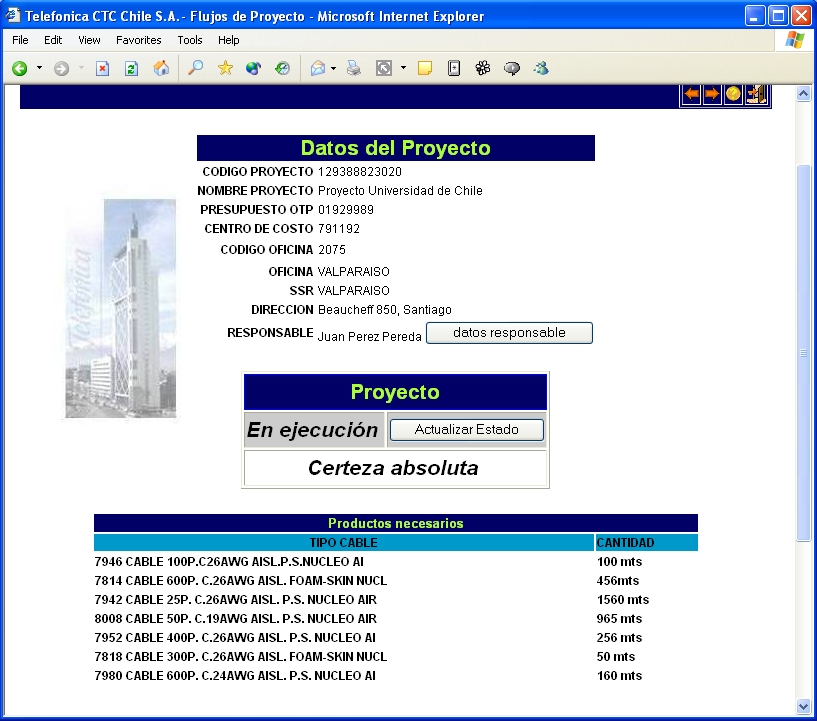 Telefonica CTC Chile S.A.- Flujos de Proyecto - Microsoft Internet Explorer
File Edit View Favorites Tools Help
Datos del Proyecto
CODIGO PROYECTO 129388823020
NOMBRE PROYECTO Proyecto Universidad de Chile
PRESUPUESTO OTP 01929989
CENTRO DE COSTO 791192
CODIGO OFICINA 2075
OFICINA VALPARAISO
SSR VALPARAISO
DIRECCION Beaucheff 850, Santiago
RESPONSABLE Juan Perez Pereda datos responsable
Telefonica
Proyecto
En ejecución Actualizar Estado
Certeza absoluta
Productos necesarios
TIPO CABLE CANTIDAD
7946 CABLE 100P.C26AWG AISL.P.S.NUCLEO AI 100 mts
7814 CABLE 600P. C.26AWG AISL. FOAM-SKIN NUCL 456mts
7942 CABLE 25P. C.26AWG AISL. P.S. NUCLEO AIR 1560 mts
8008 CABLE 50P. C.19AWG AISL. P.S. NUCLEO AIR 965 mts
7952 CABLE 400P. C.26AWG AISL. P.S. NUCLEO AI 256 mts
7818 CABLE 300P. C.26AWG AISL. FOAM-SKIN NUCL 50 mts
7980 CABLE 600P. C.24AWG AISL. P.S. NUCLEO AI 160 mts